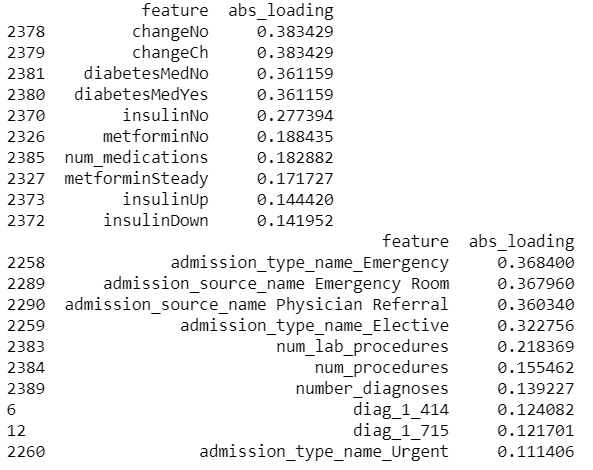 feature abs_loading
2378 changeNo 0.383429
2379 changeCh 0.383429
2381 diabetesMedNo 0.361159
2380 diabetesMedYes 0.361159
2370 insulinNo 0.277394
2326 metforminNo 0.188435
2385 num_medications 0.182882
2327 metforminSteady 0.171727
2373 insulinUp 0.144420
2372 insulinDown 0.141952
feature abs_loading
2258 admission_type_name_Emergency 0.368400
2289 admission_source_name Emergency Room 0.367960
2290 admission_source_name Physician Referral 0.360340
2259 admission_type_name_Elective 0.322756
2383 num_lab_procedures 0.218369
2384 num_procedures 0.155462
2389 number_diagnoses 0.139227
6 diag_1_414 0.124082
12 diag_1_715 0.121701
2260 admission_type_name_Urgent 0.111406